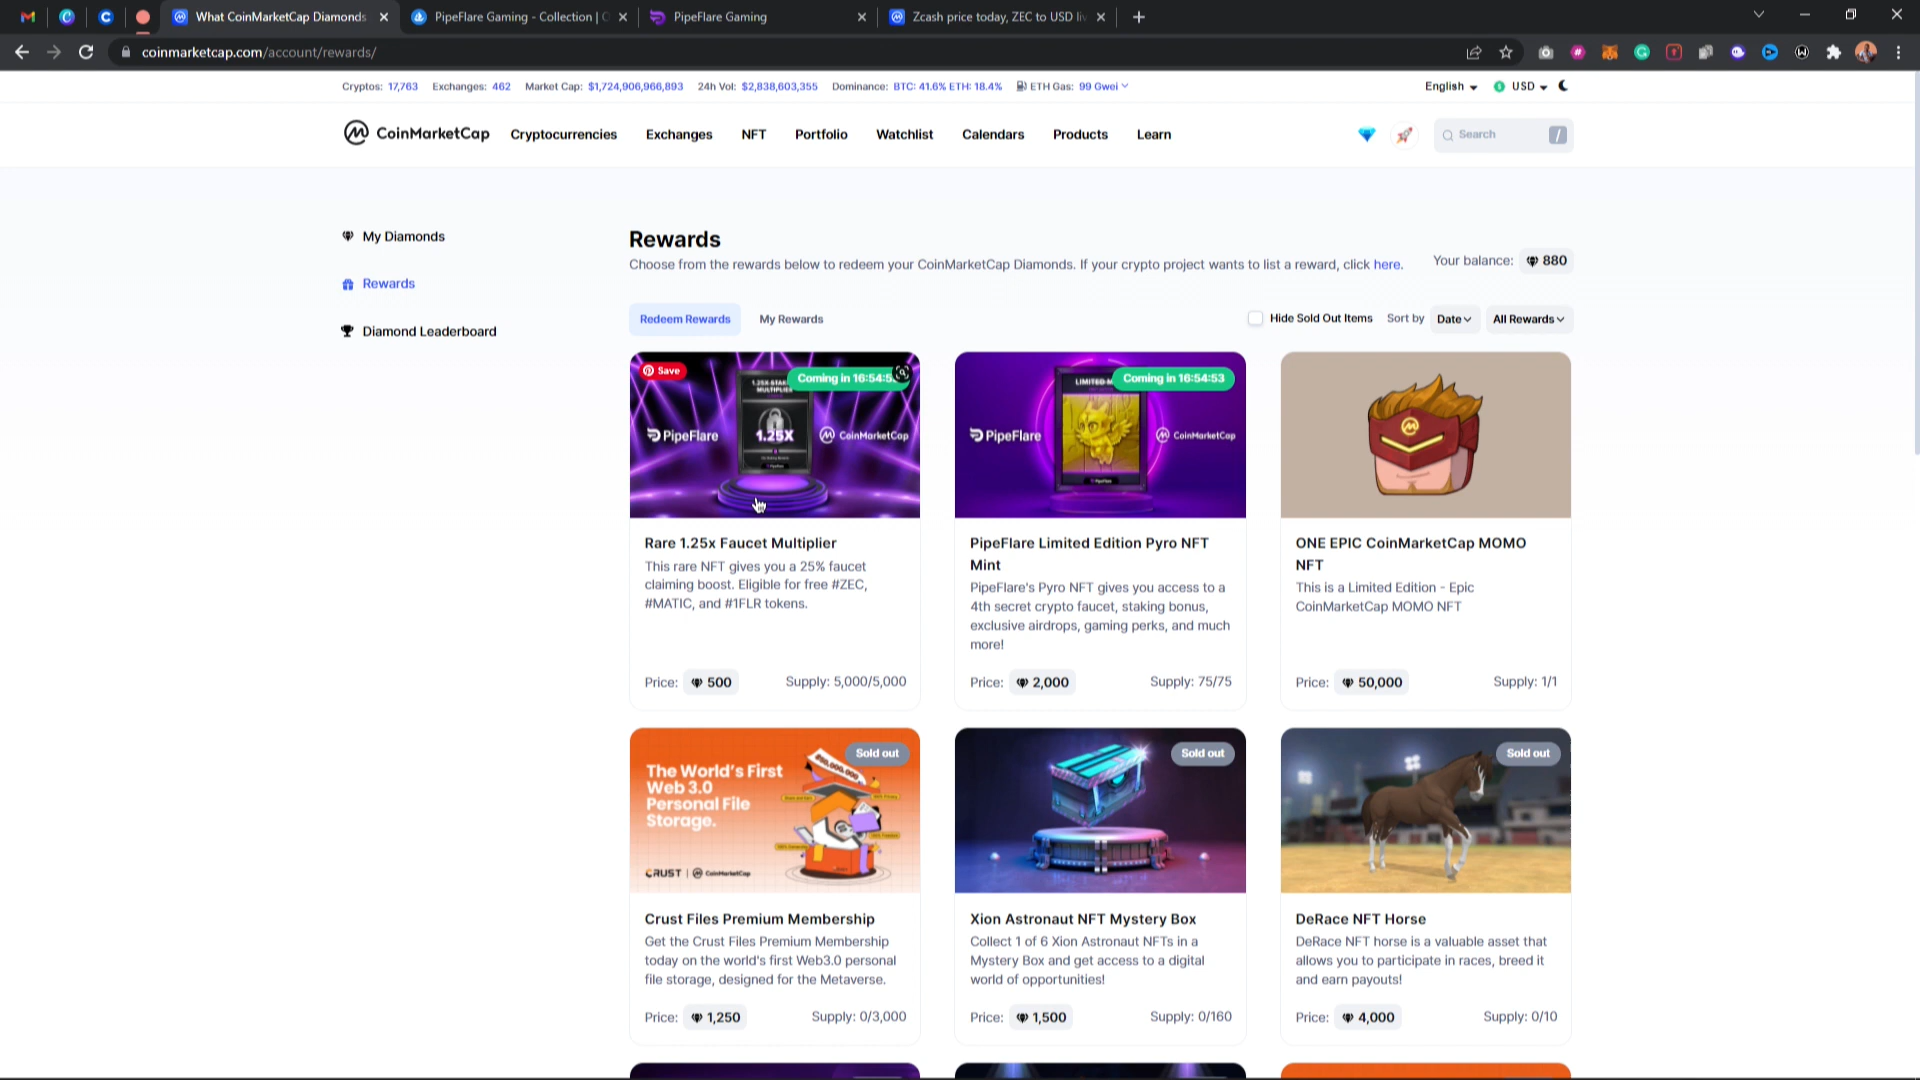 What CoinMarketCap Diamonds
PipeFlare Gaming - Collection |
PipeFlare Gaming
Zcash price today, ZEC to USD liv
coinmarketcap.com/account/rewards/
Cryptos: 17,763 Exchanges: 462 Market Cap: $1,724,906,966,893 24h Vol: $2,838,603,355 Dominance: BTC: 41.6% ETH: 18.4% ETH Gas: 99 Gwei
English USD
CoinMarketCap Cryptocurrencies Exchanges NFT Portfolio Watchlist Calendars Products Learn
Search /
My Diamonds
Rewards
Diamond Leaderboard
Rewards
Choose from the rewards below to redeem your CoinMarketCap Diamonds. If your crypto project wants to list a reward, click here.
Your balance: 880
Redeem Rewards My Rewards
Hide Sold Out Items Sort by Date All Rewards
Save
Coming in 16:54:5
PipeFlare 1.25X CoinMarketCap
Rare 1.25x Faucet Multiplier
This rare NFT gives you a 25% faucet
claiming boost. Eligible for free #ZEC,
#MATIC, and #1FLR tokens.
Price: 500 Supply: 5,000/5,000
LIMITED
Coming in 16:54:53
PipeFlare CoinMarketCap
PipeFlare
PipeFlare Limited Edition Pyro NFT
Mint
PipeFlare's Pyro NFT gives you access to a
4th secret crypto faucet, staking bonus,
exclusive airdrops, gaming perks, and much
more!
Price: 2,000 Supply: 75/75
ONE EPIC CoinMarketCap MOMO
NFT
This is a Limited Edition - Epic
CoinMarketCap MOMO NFT
Price: 50,000 Supply: 1/1
Sold out
The World's First
Web 3.0
Personal File
Storage.
CRUST | CoinMarketCap
Crust Files Premium Membership
Get the Crust Files Premium Membership
today on the world's first Web3.0 personal
file storage, designed for the Metaverse.
Price: 1,250 Supply: 0/3,000
Sold out
Xion Astronaut NFT Mystery Box
Collect 1 of 6 Xion Astronaut NFTs in a
Mystery Box and get access to a digital
world of opportunities!
Price: 1,500 Supply: 0/160
Sold out
DeRace NFT Horse
DeRace NFT horse is a valuable asset that
allows you to participate in races, breed it
and earn payouts!
Price: 4,000 Supply: 0/10